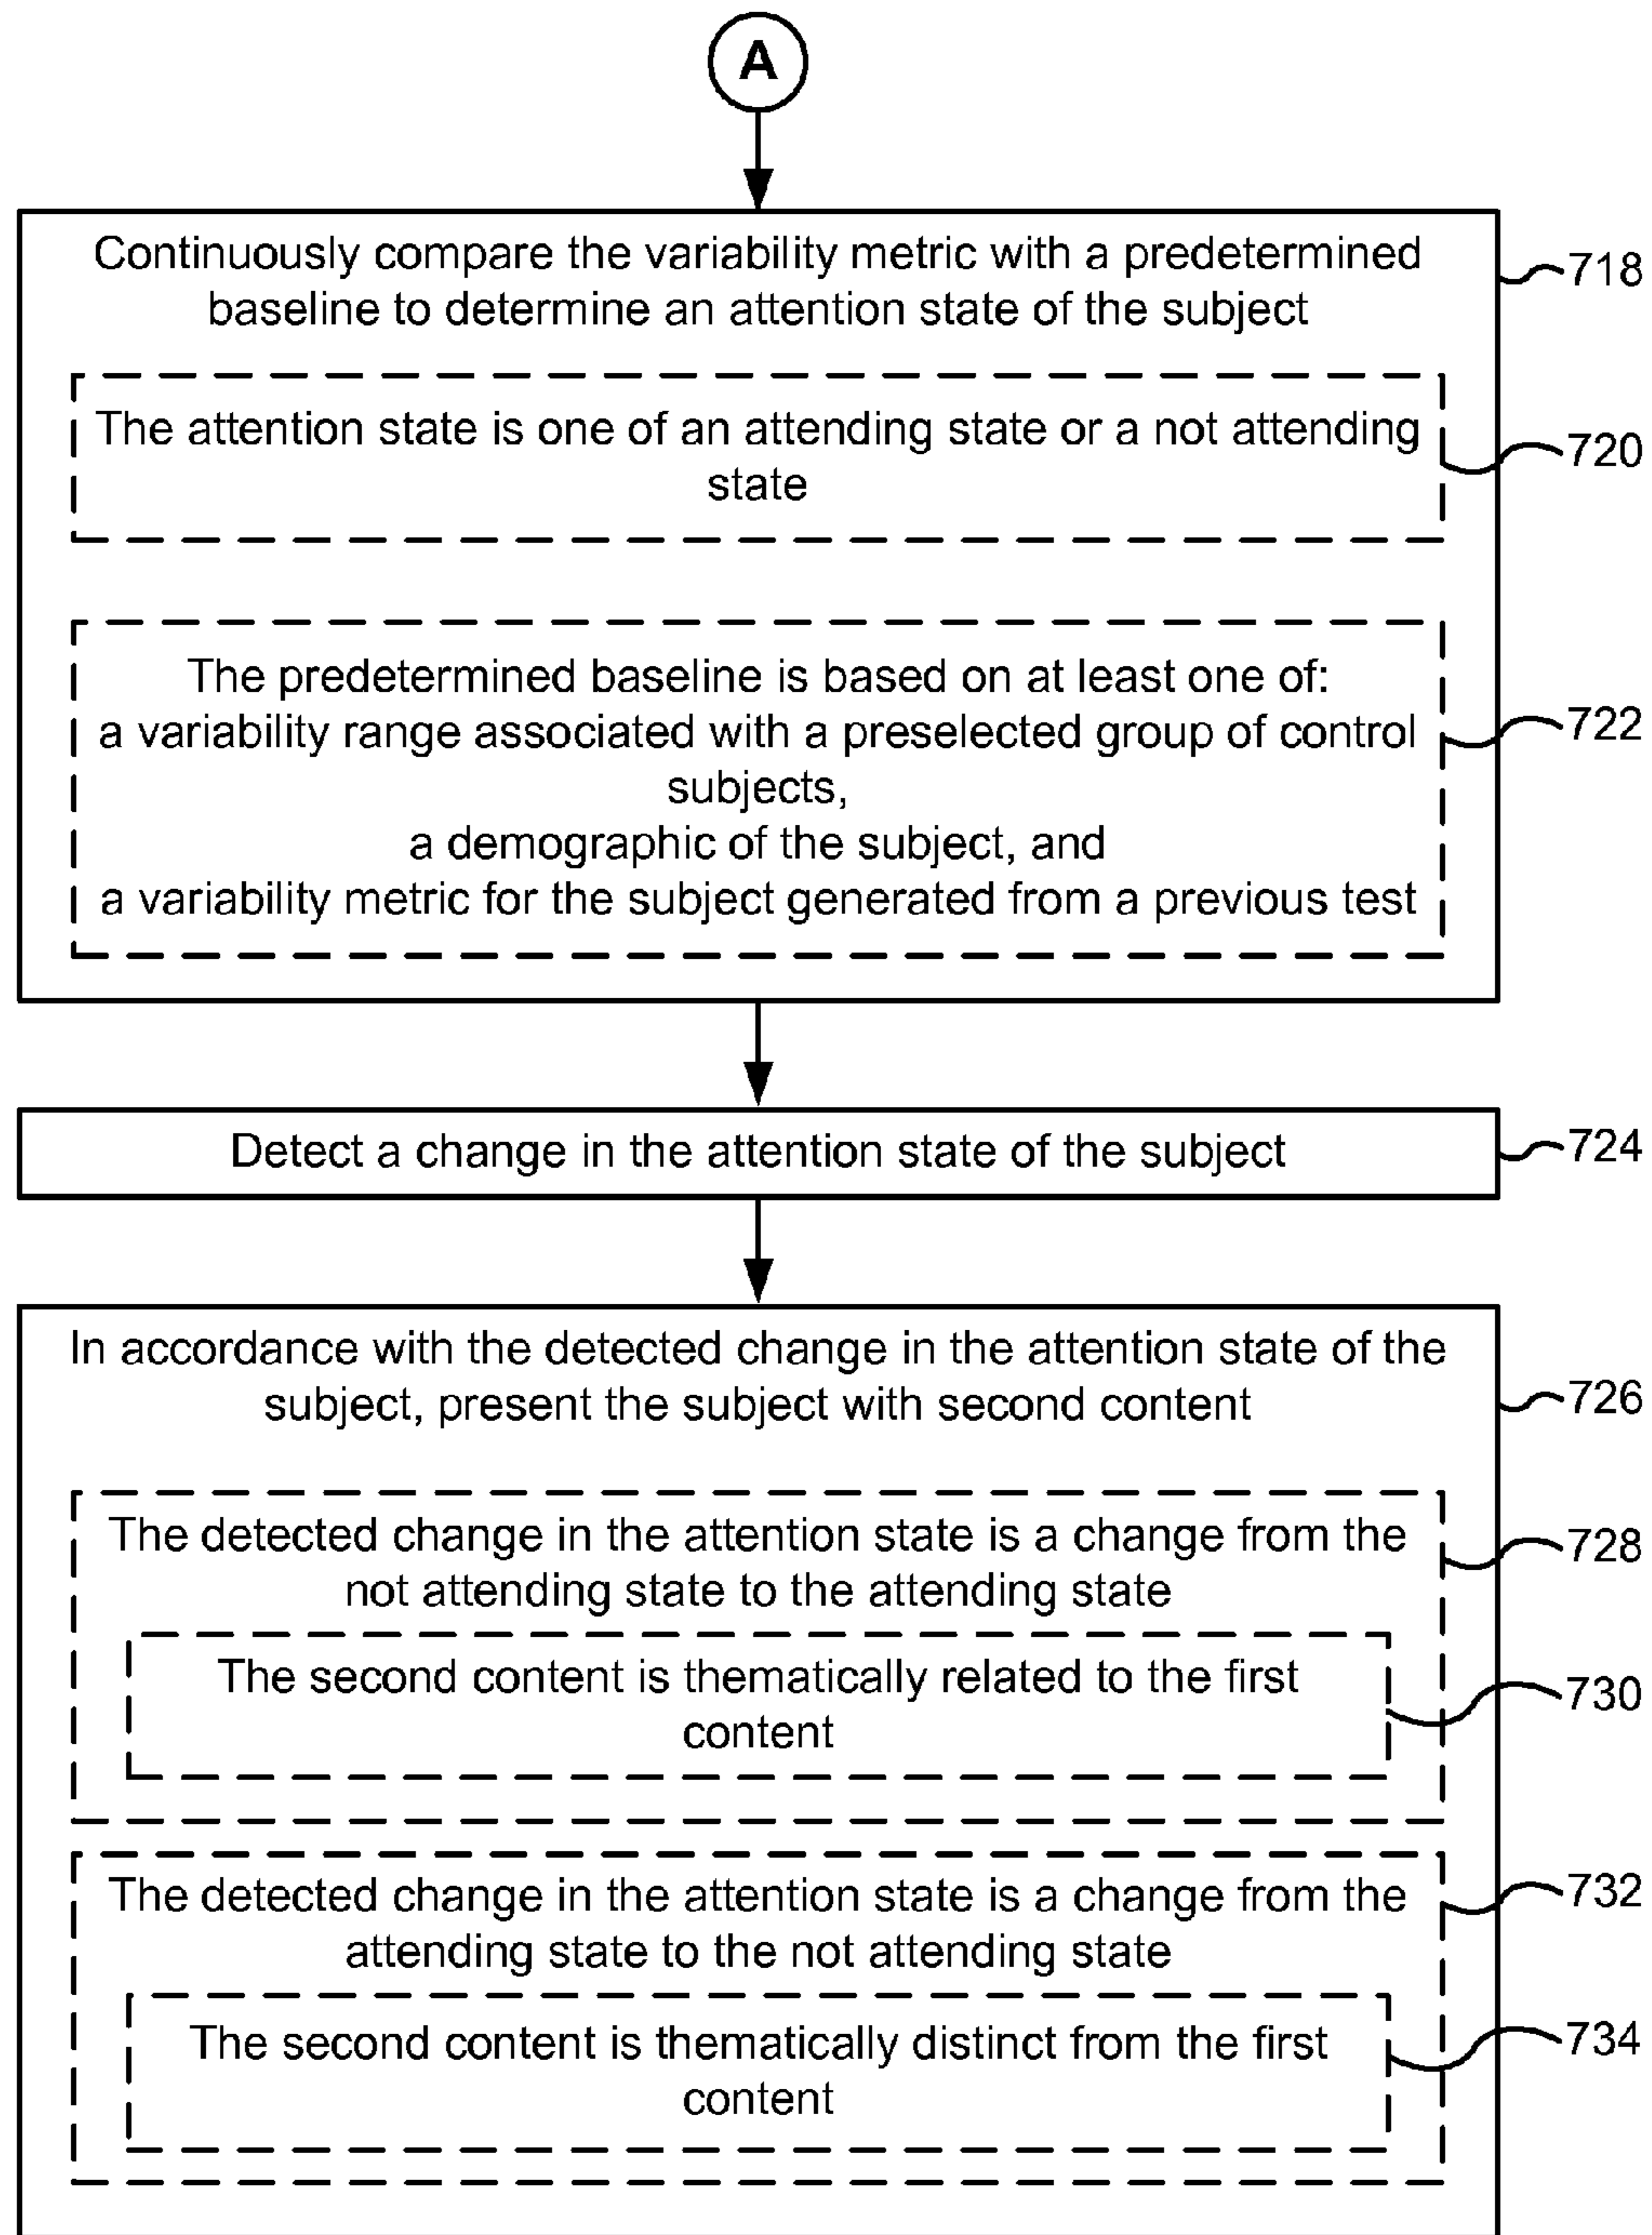 A
Continuously compare the variability metric with a predetermined
baseline to determine an attention state of the subject
718
The attention state is one of an attending state or a not attending
state
720
The predetermined baseline is based on at least one of:
a variability range associated with a preselected group of control
subjects,
a demographic of the subject, and
a variability metric for the subject generated from a previous test
722
Detect a change in the attention state of the subject
724
In accordance with the detected change in the attention state of the
subject, present the subject with second content
726
The detected change in the attention state is a change from the
not attending state to the attending state
728
The second content is thematically related to the first
content
730
The detected change in the attention state is a change from the
attending state to the not attending state
732
The second content is thematically distinct from the first
content
734